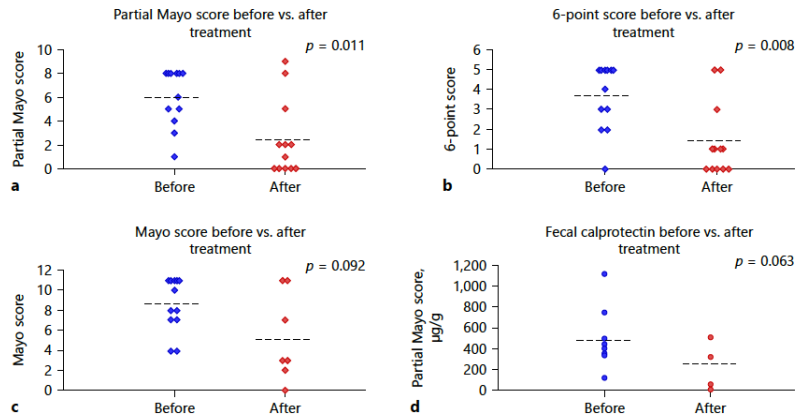 Partial Mayo score before vs. after
treatment
p = 0.011
10
8
6
4
2
0
Partial Mayo score
Before
After
a
6-point score before vs. after
treatment
p = 0.008
6
5
4
3
2
1
0
6-point score
Before
After
b
Mayo score before vs. after
treatment
p = 0.092
12
10
8
6
4
2
0
Mayo score
Before
After
c
Fecal calprotectin before vs. after
treatment
p = 0.063
1,200
1,000
800
600
400
200
0
Partial Mayo score,
µg/g
Before
After
d